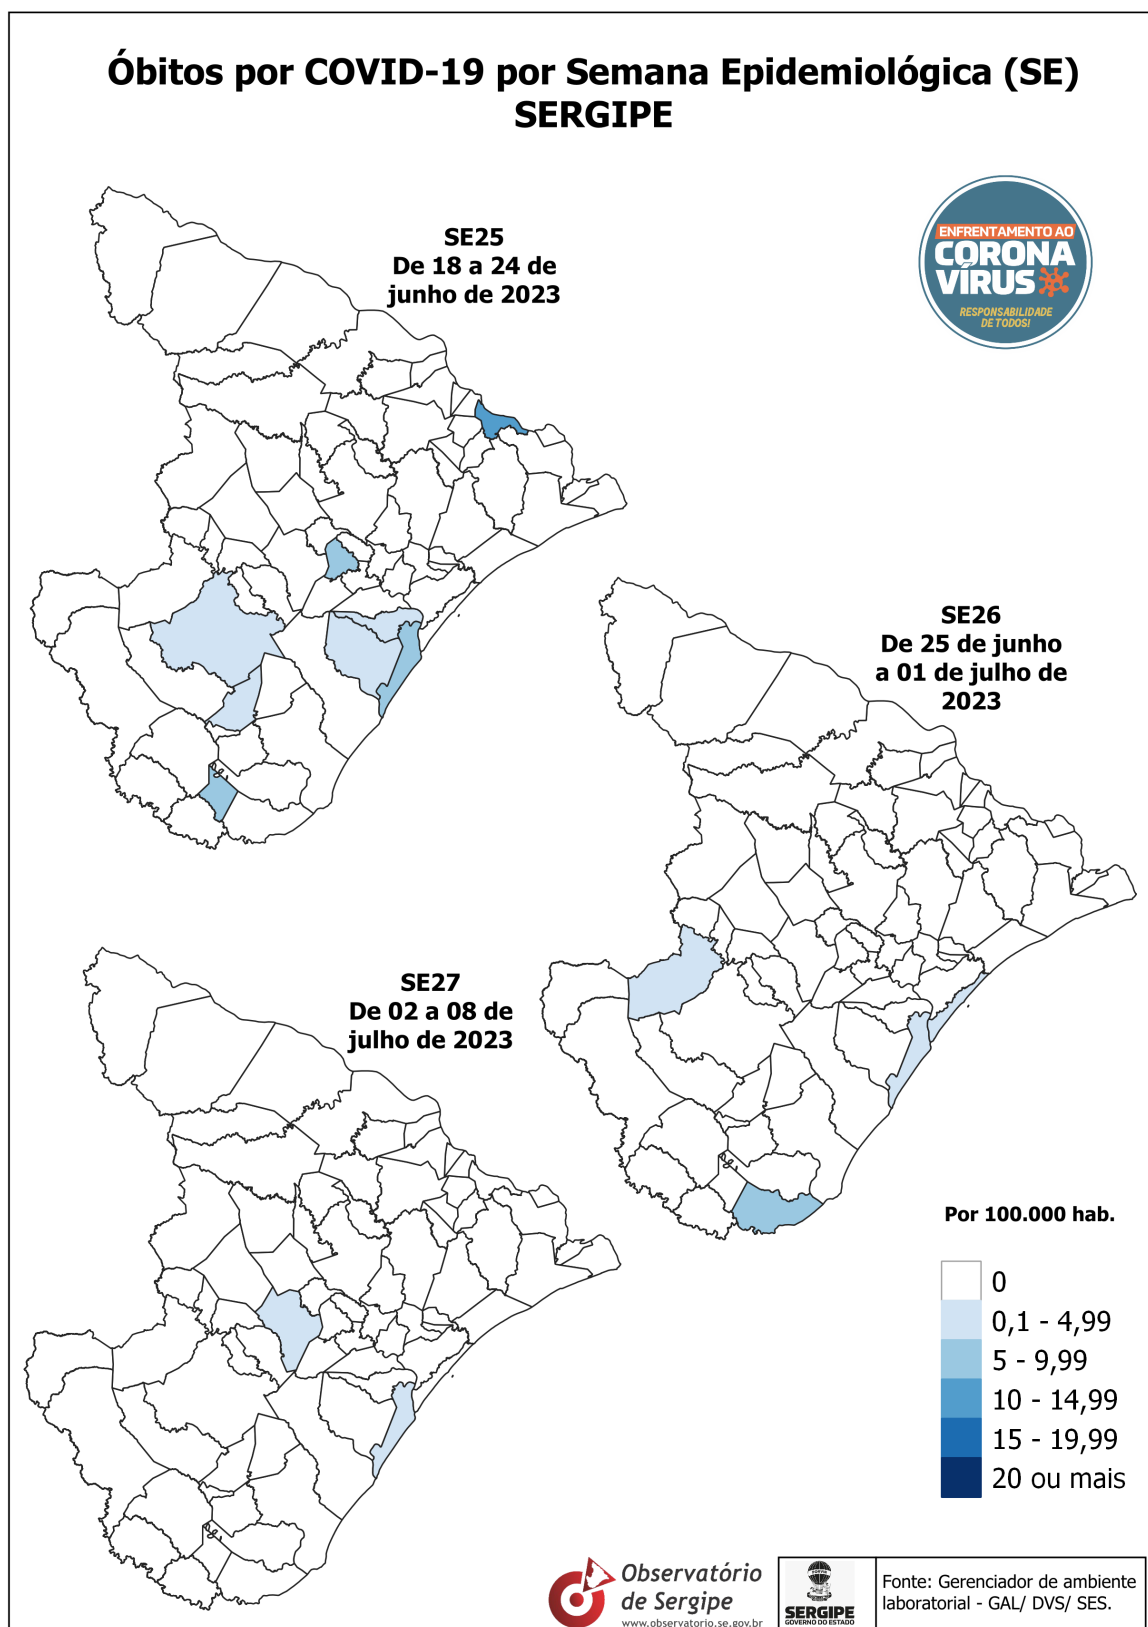 Óbitos por COVID-19 por Semana Epidemiológica (SE)
SERGIPE
SE25
De 18 a 24 de
junho de 2023
ENFRENTAMENTO AO
CORONA
VÍRUS
RESPONSABILIDADE
DE TODOS!
SE26
De 25 de junho
a 01 de julho de
2023
SE27
De 02 a 08 de
julho de 2023
Por 100.000 hab.
0
0,1 - 4,99
5 - 9,99
10 - 14,99
15 - 19,99
20 ou mais
Observatório
de Sergipe
www.observatorio.se.gov.br
SERGIPE
GOVERNO DO ESTADO
Fonte: Gerenciador de ambiente
laboratorial - GAL/ DVS/ SES.